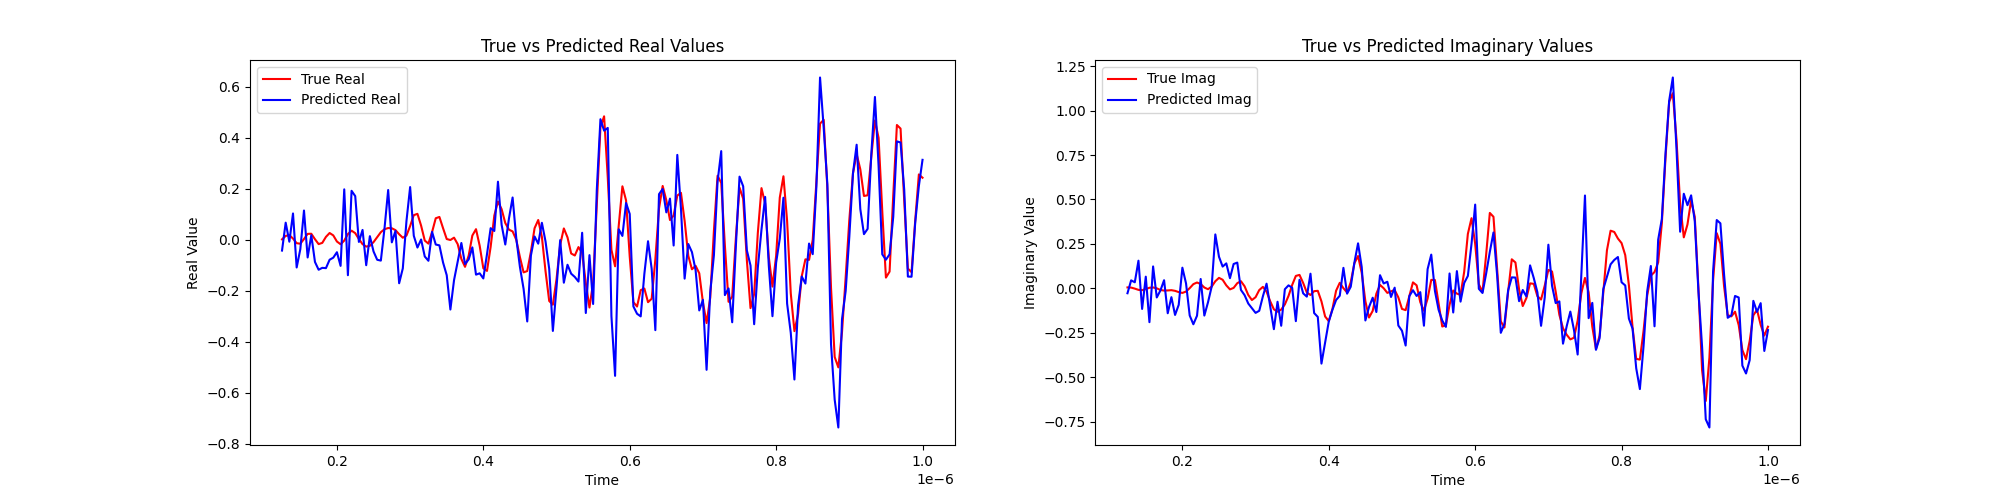 True vs Predicted Real Values
True Real
Predicted Real
Real Value
0.6
0.4
0.2
0.0
−0.2
−0.4
−0.6
−0.8
0.2 0.4 0.6 0.8 1.0
1e−6
Time
True vs Predicted Imaginary Values
True Imag
Predicted Imag
Imaginary Value
1.25
1.00
0.75
0.50
0.25
0.00
−0.25
−0.50
−0.75
0.2 0.4 0.6 0.8 1.0
1e−6
Time